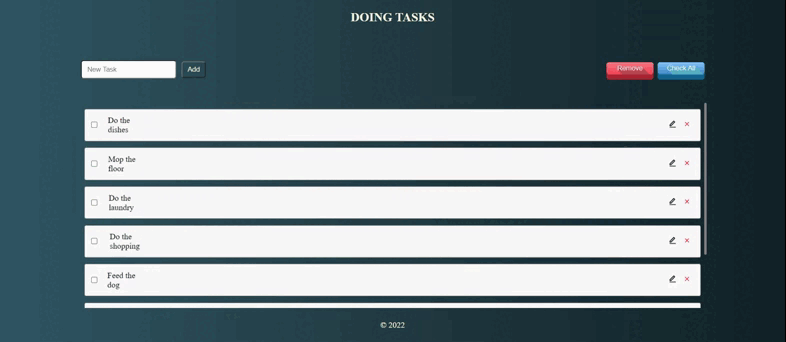 DOING TASKS
New Task
Add
Remove
Check All
Do the
dishes
Mop the
floor
Do the
laundry
Do the
shopping
Feed the
dog
© 2022